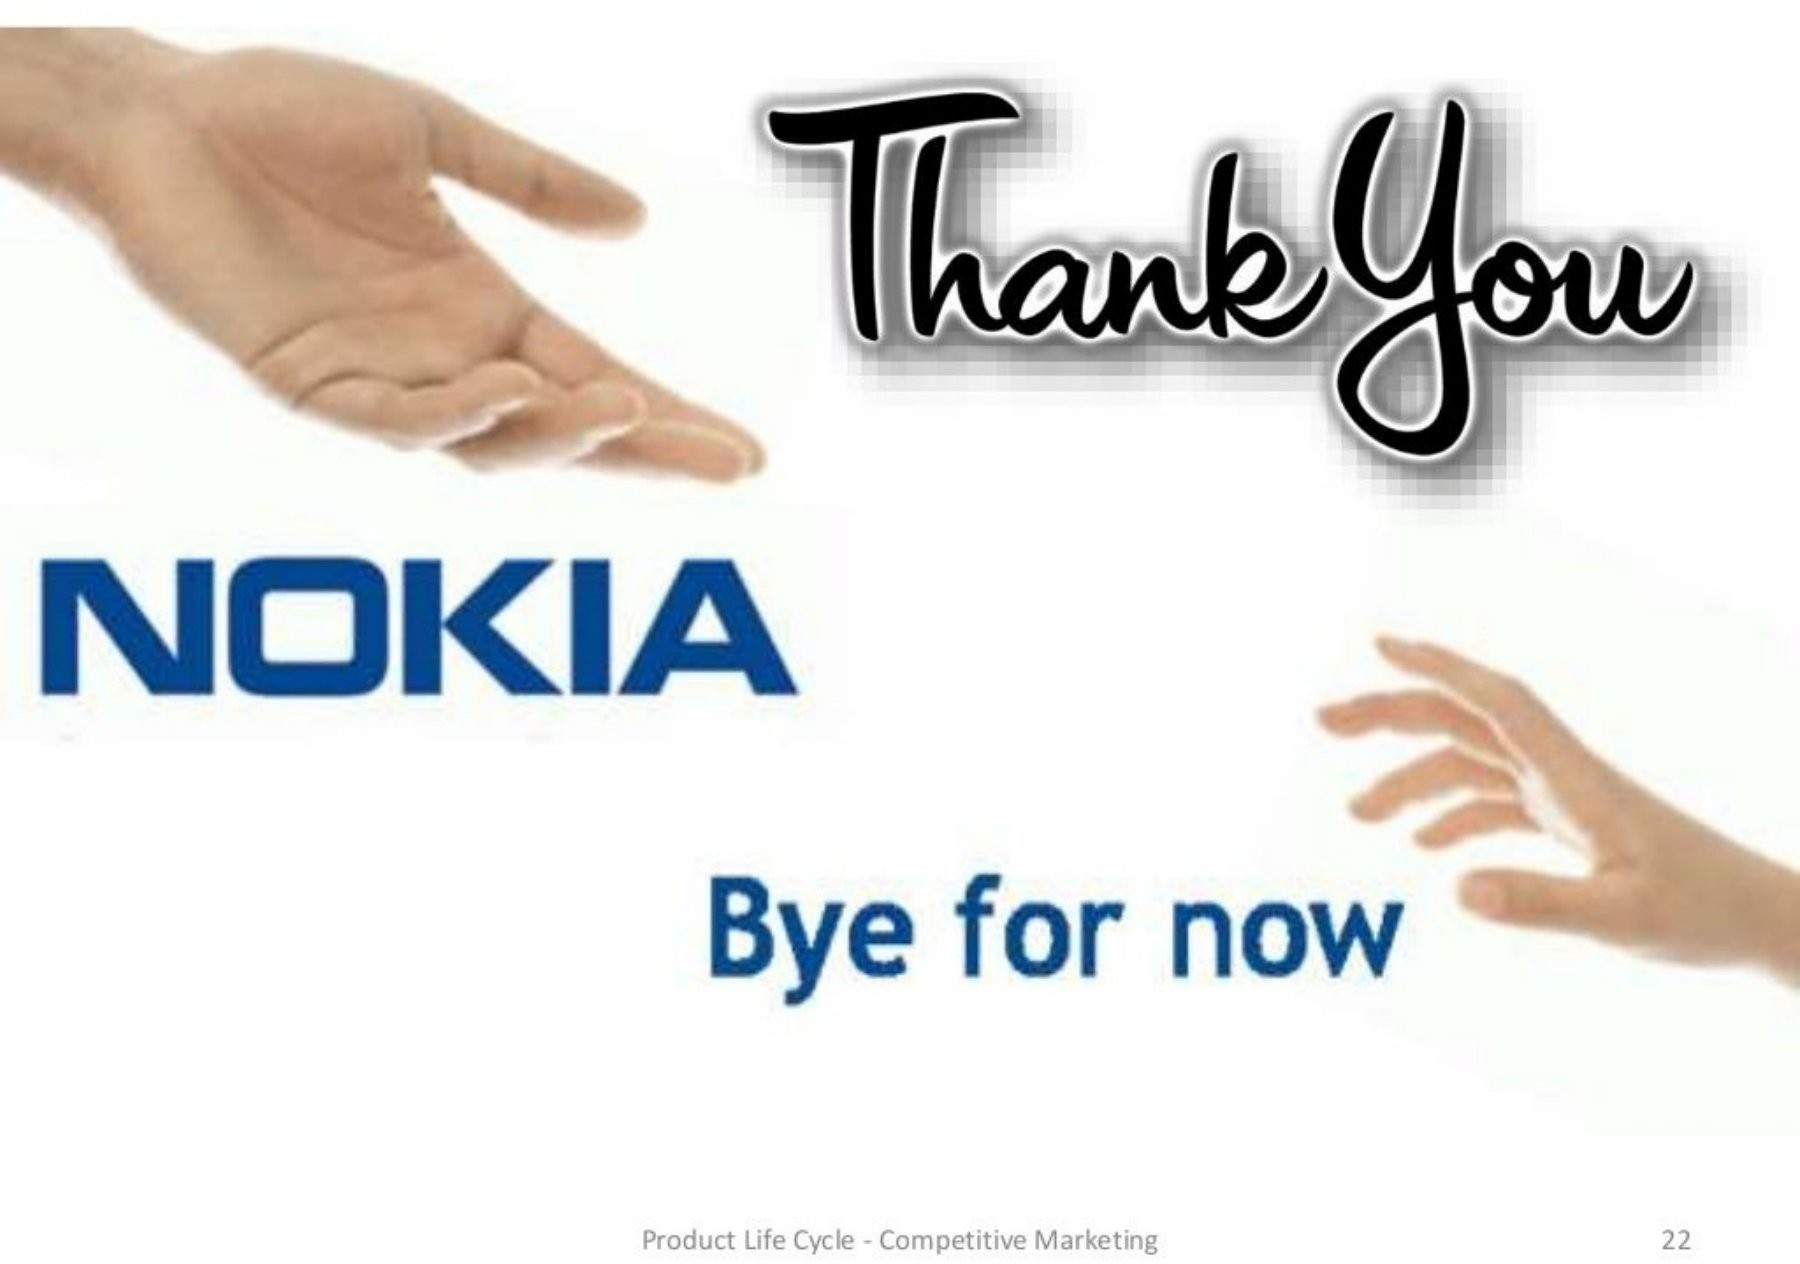 Thank You
NOKIA
Bye for now
Product Life Cycle - Competitive Marketing
22